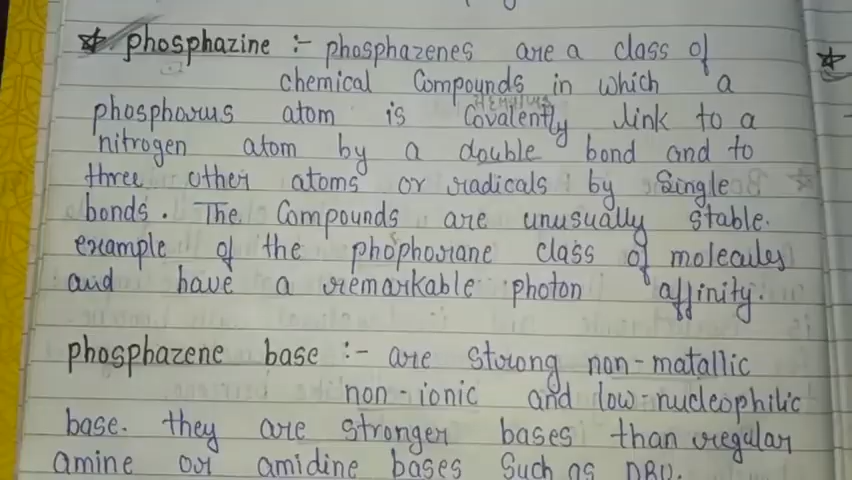 phosphazine :- phosphazenes are a class of
chemical Compounds in which a
phosphorus atom is Covalently link to a
nitrogen atom by a double bond and to
three other atoms or radicals by Single
bonds. The Compounds are unusually stable.
example of the phophorane class of molecules
and have a remarkable photon affinity.
phosphazene base :- are strong non-matallic
non-ionic and low-nucleophilic
base. they are stronger bases than regular
amine or amidine bases Such as DBU.